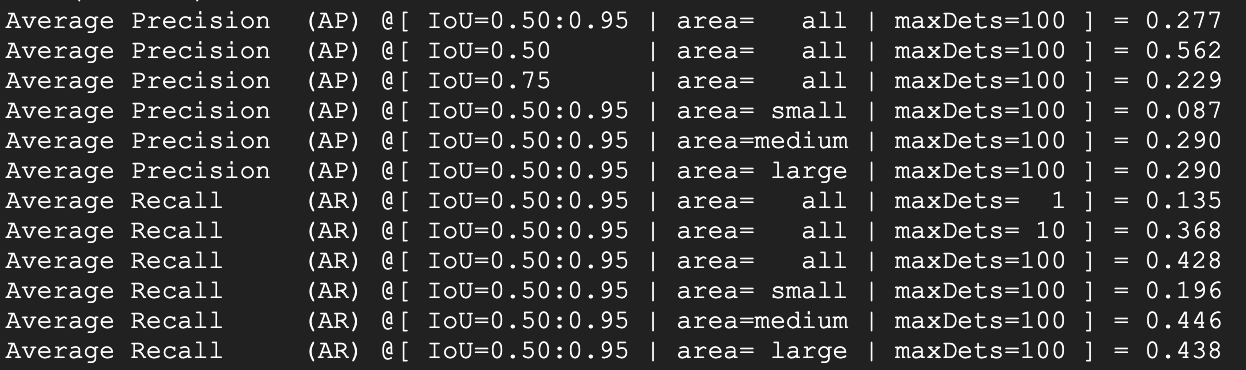 Average Precision  (AP) @[ IoU=0.50:0.95 | area=   all | maxDets=100 ] = 0.277
Average Precision  (AP) @[ IoU=0.50      | area=   all | maxDets=100 ] = 0.562
Average Precision  (AP) @[ IoU=0.75      | area=   all | maxDets=100 ] = 0.229
Average Precision  (AP) @[ IoU=0.50:0.95 | area= small | maxDets=100 ] = 0.087
Average Precision  (AP) @[ IoU=0.50:0.95 | area=medium | maxDets=100 ] = 0.290
Average Precision  (AP) @[ IoU=0.50:0.95 | area= large | maxDets=100 ] = 0.290
Average Recall     (AR) @[ IoU=0.50:0.95 | area=   all | maxDets=  1 ] = 0.135
Average Recall     (AR) @[ IoU=0.50:0.95 | area=   all | maxDets= 10 ] = 0.368
Average Recall     (AR) @[ IoU=0.50:0.95 | area=   all | maxDets=100 ] = 0.428
Average Recall     (AR) @[ IoU=0.50:0.95 | area= small | maxDets=100 ] = 0.196
Average Recall     (AR) @[ IoU=0.50:0.95 | area=medium | maxDets=100 ] = 0.446
Average Recall     (AR) @[ IoU=0.50:0.95 | area= large | maxDets=100 ] = 0.438